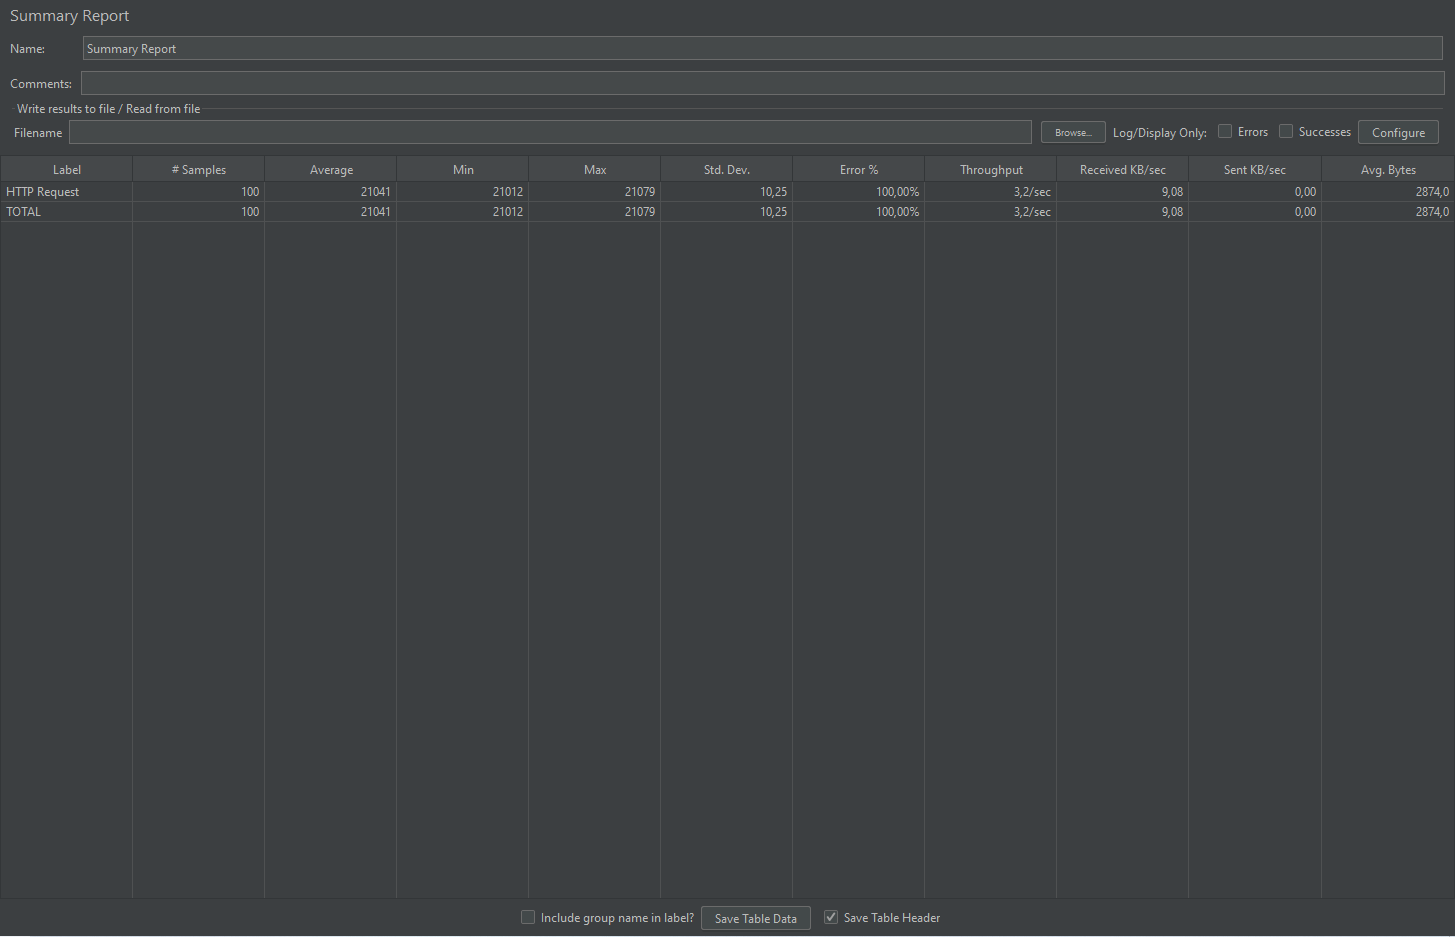 Summary Report
Name: Summary Report
Comments:
Write results to file / Read from file
Filename Browse... Log/Display Only: Errors Successes Configure
Label # Samples Average Min Max Std. Dev. Error % Throughput Received KB/sec Sent KB/sec Avg. Bytes
HTTP Request 100 21041 21012 21079 10,25 100,00% 3,2/sec 9,08 0,00 2874,0
TOTAL 100 21041 21012 21079 10,25 100,00% 3,2/sec 9,08 0,00 2874,0
Include group name in label? Save Table Data Save Table Header